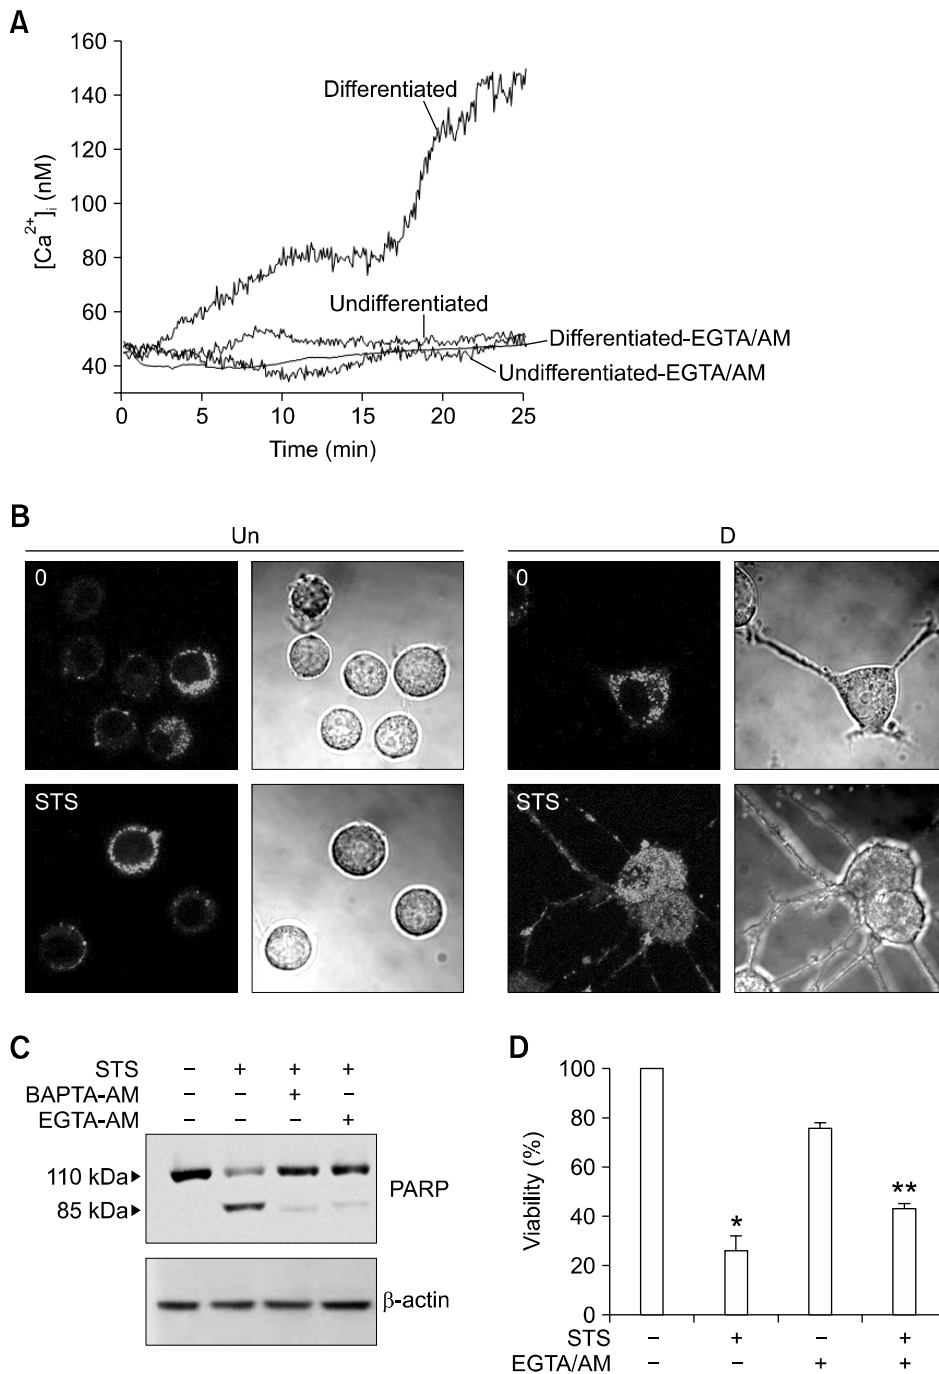 A
160
140
120
100
80
60
40
[Ca2+]i (nM)
Differentiated
Undifferentiated
Differentiated-EGTA/AM
Undifferentiated-EGTA/AM
0 5 10 15 20 25
Time (min)
B
Un D
0 0
STS STS
C
STS − + + +
BAPTA-AM − − + −
EGTA-AM − − − +
110 kDa
85 kDa
PARP
β-actin
D
100
80
60
40
20
0
Viability (%)
*
**
STS − + − +
EGTA/AM − − + +